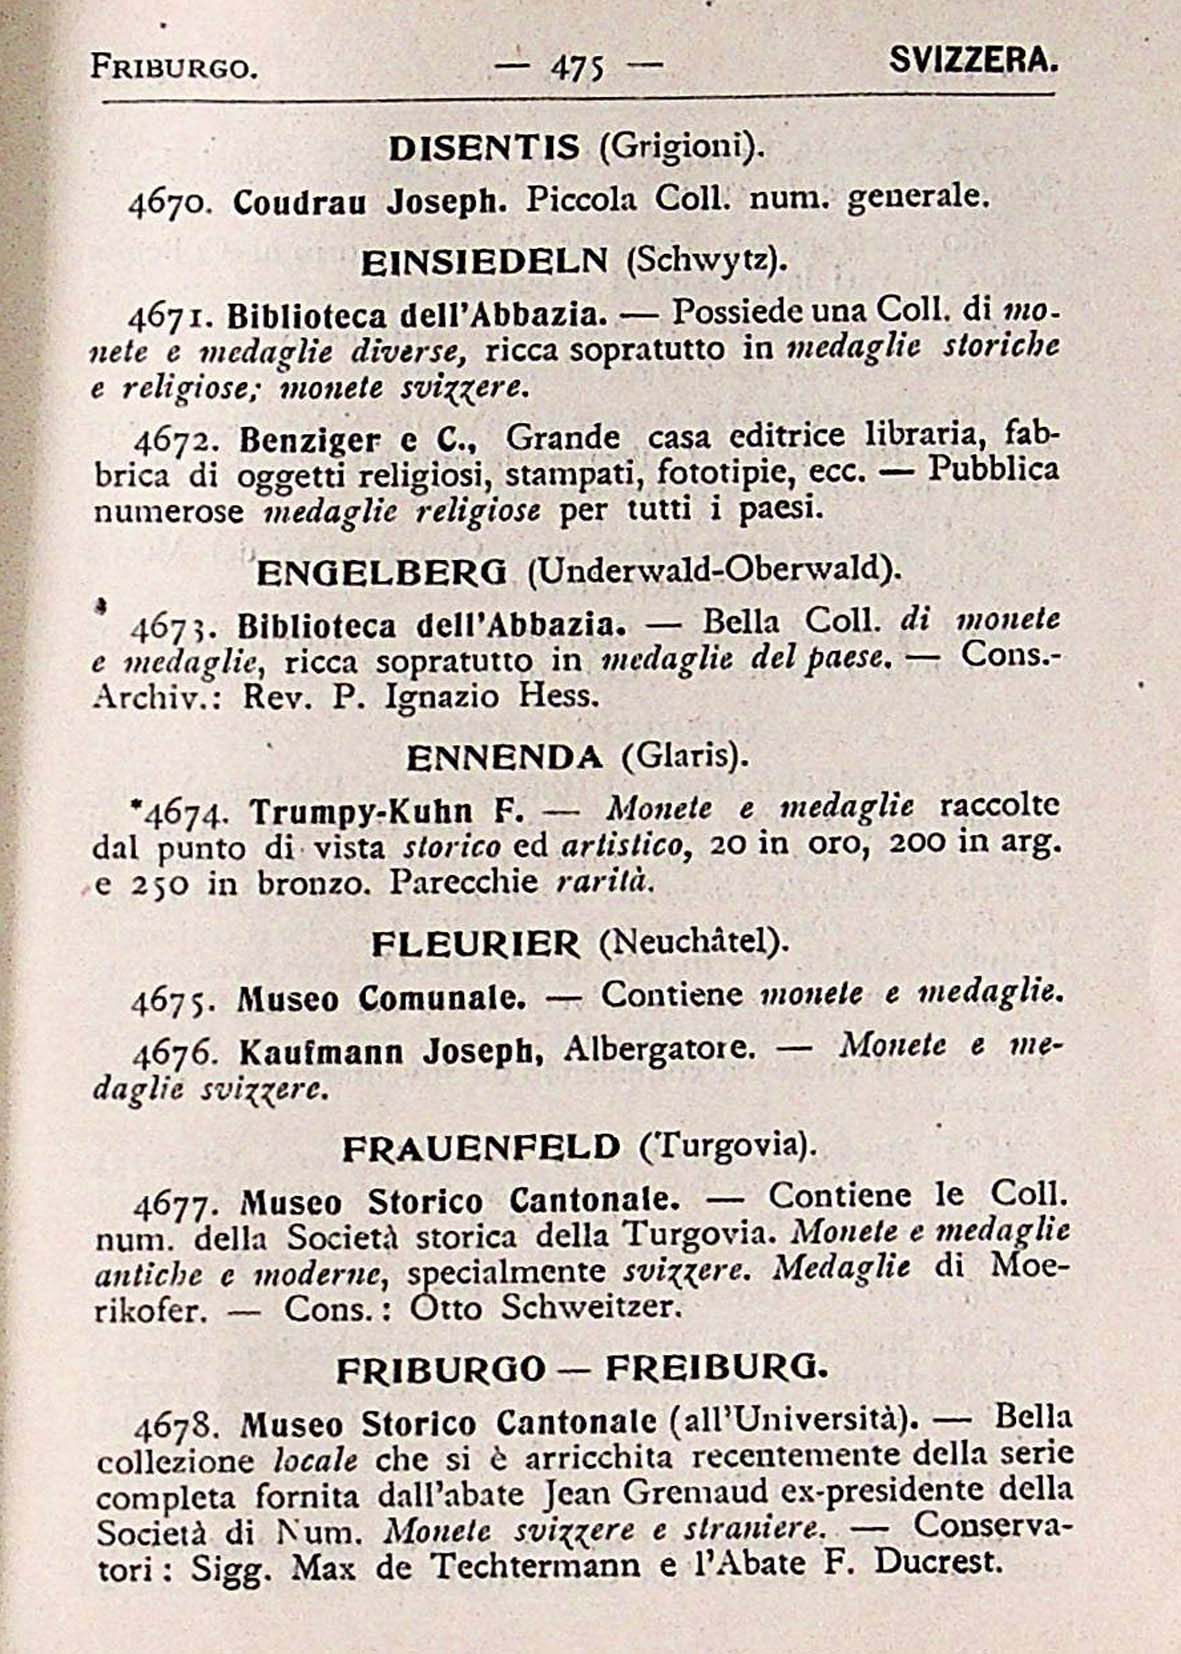 FRIBURGO. — 475 — SVIZZERA.
DISENTIS (Grigioni).
4670. Coudrau Joseph. Piccola Coll. num. generale.
EINSIEDELN (Schwytz).
4671. Biblioteca dell'Abbazia. — Possiede una Coll. di mo-
nete e medaglie diverse, ricca sopratutto in medaglie storiche
e religiose; monete svizzere.
4672. Benziger e C., Grande casa editrice libraria, fab-
brica di oggetti religiosi, stampati, fototipie, ecc. — Pubblica
numerose medaglie religiose per tutti i paesi.
ENGELBERG (Underwald-Oberwald).
* 4673. Biblioteca dell'Abbazia. — Bella Coll. di monete
e medaglie, ricca sopratutto in medaglie del paese. — Cons.-
Archiv.: Rev. P. Ignazio Hess.
ENNENDA (Glaris).
*4674. Trumpy-Kuhn F. — Monete e medaglie raccolte
dal punto di vista storico ed artistico, 20 in oro, 200 in arg.
e 250 in bronzo. Parecchie rarità.
FLEURIER (Neuchâtel).
4675. Museo Comunale. — Contiene monete e medaglie.
4676. Kaufmann Joseph, Albergatore. — Monete e me-
daglie svizzere.
FRAUENFELD (Turgovia).
4677. Museo Storico Cantonale. — Contiene le Coll.
num. della Società storica della Turgovia. Monete e medaglie
antiche e moderne, specialmente svizzere. Medaglie di Moe-
rikofer. — Cons.: Otto Schweitzer.
FRIBURGO — FREIBURG.
4678. Museo Storico Cantonale (all'Università). — Bella
collezione locale che si è arricchita recentemente della serie
completa fornita dall'abate Jean Gremaud ex-presidente della
Società di Num. Monete svizzere e straniere. — Conserva-
tori: Sigg. Max de Techtermann e l'Abate F. Ducrest.